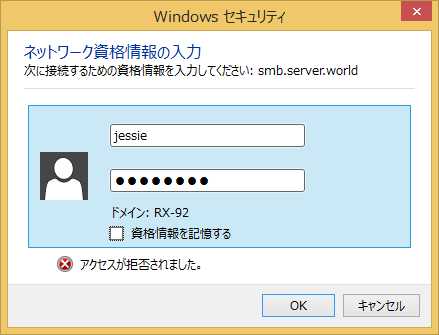 Windows セキュリティ
ネットワーク資格情報の入力
次に接続するための資格情報を入力してください: smb.server.world
jessie
●●●●●●●●
ドメイン: RX-92
資格情報を記憶する
アクセスが拒否されました。
OK
キャンセル